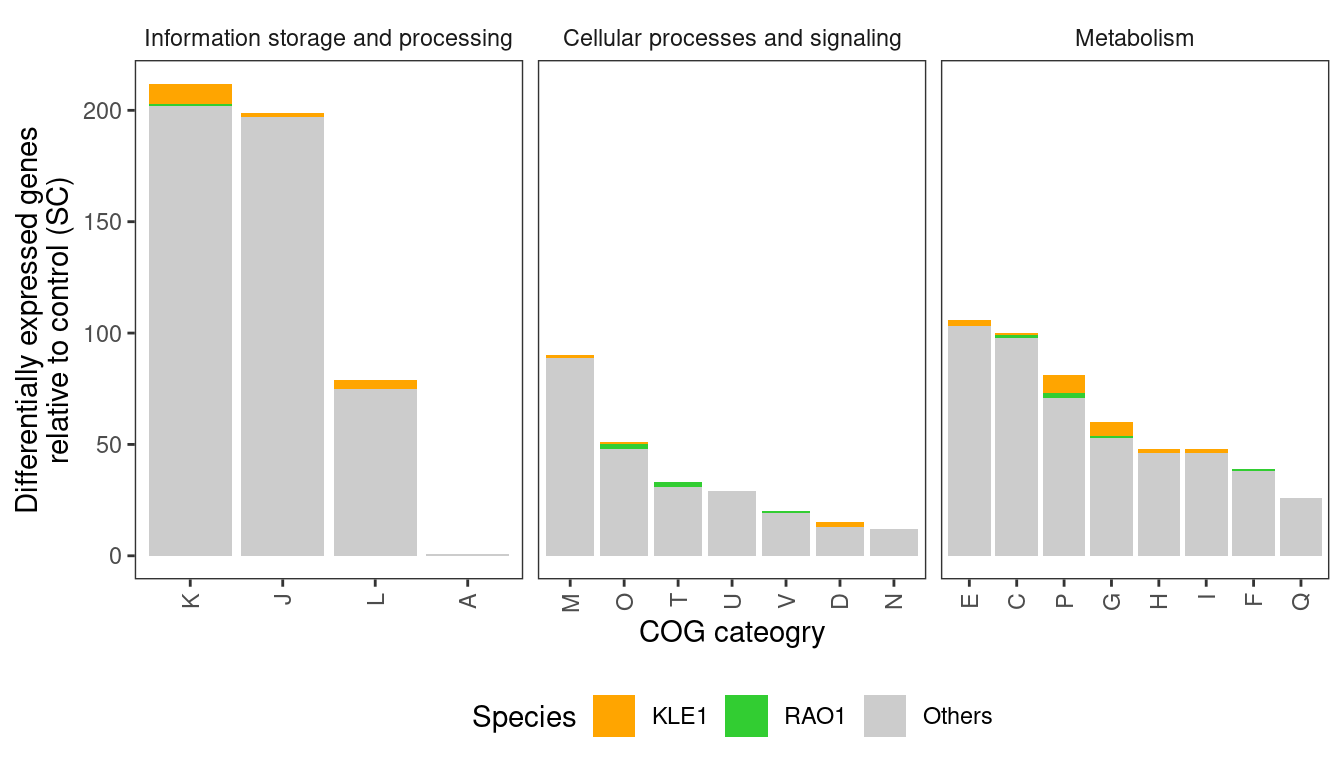 Information storage and processing
Cellular processes and signaling
Metabolism
Differentially expressed genes
relative to control (SC)
200
150
100
50
0
K J L A
M O T U V D N
E C P G H I F Q
COG cateogry
Species KLE1 RAO1 Others